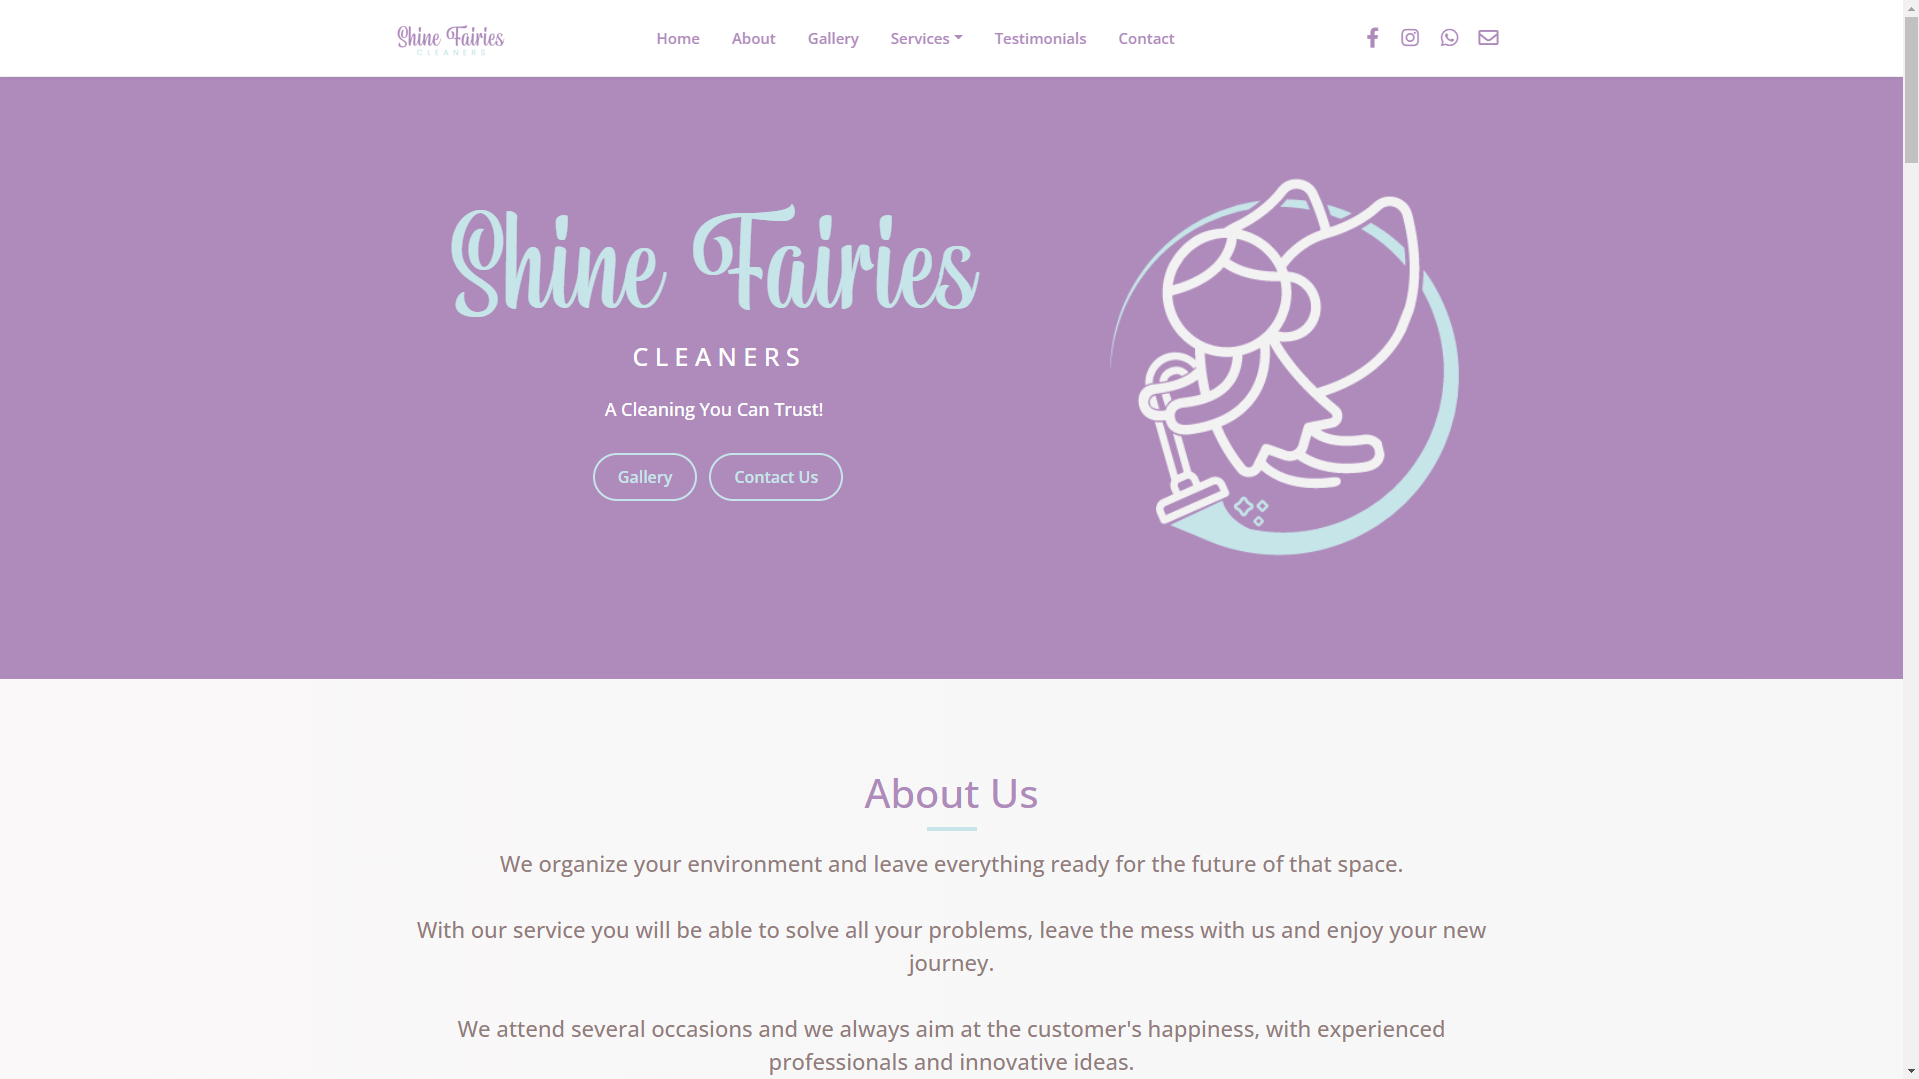 Shine Fairies
CLEANERS
Home About Gallery Services Testimonials Contact
Shine Fairies
CLEANERS
A Cleaning You Can Trust!
Gallery Contact Us
About Us
We organize your environment and leave everything ready for the future of that space.
With our service you will be able to solve all your problems, leave the mess with us and enjoy your new
journey.
We attend several occasions and we always aim at the customer's happiness, with experienced
professionals and innovative ideas.